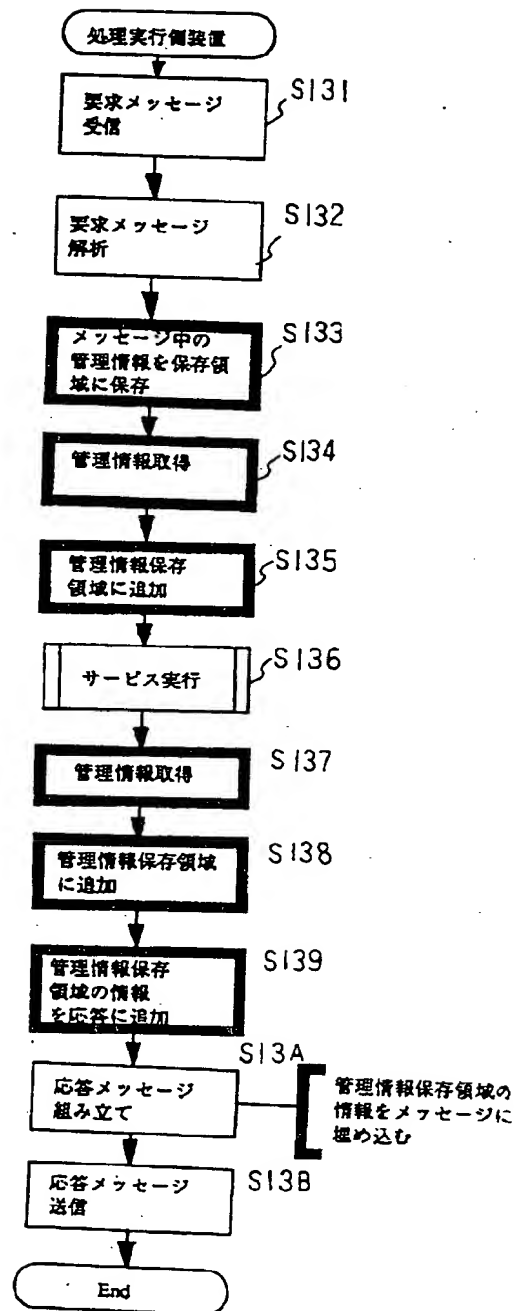 処理実行側装置
要求メッセージ
受信
S131
要求メッセージ
解析
S132
メッセージ中の
管理情報を保存領
域に保存
S133
管理情報取得
S134
管理情報保存
領域に追加
S135
サービス実行
S136
管理情報取得
S137
管理情報保存領域
に追加
S138
管理情報保存
領域の情報
を応答に追加
S139
応答メッセージ
組み立て
S13A
管理情報保存領域の
情報をメッセージに
埋め込む
応答メッセージ
送信
S13B
End